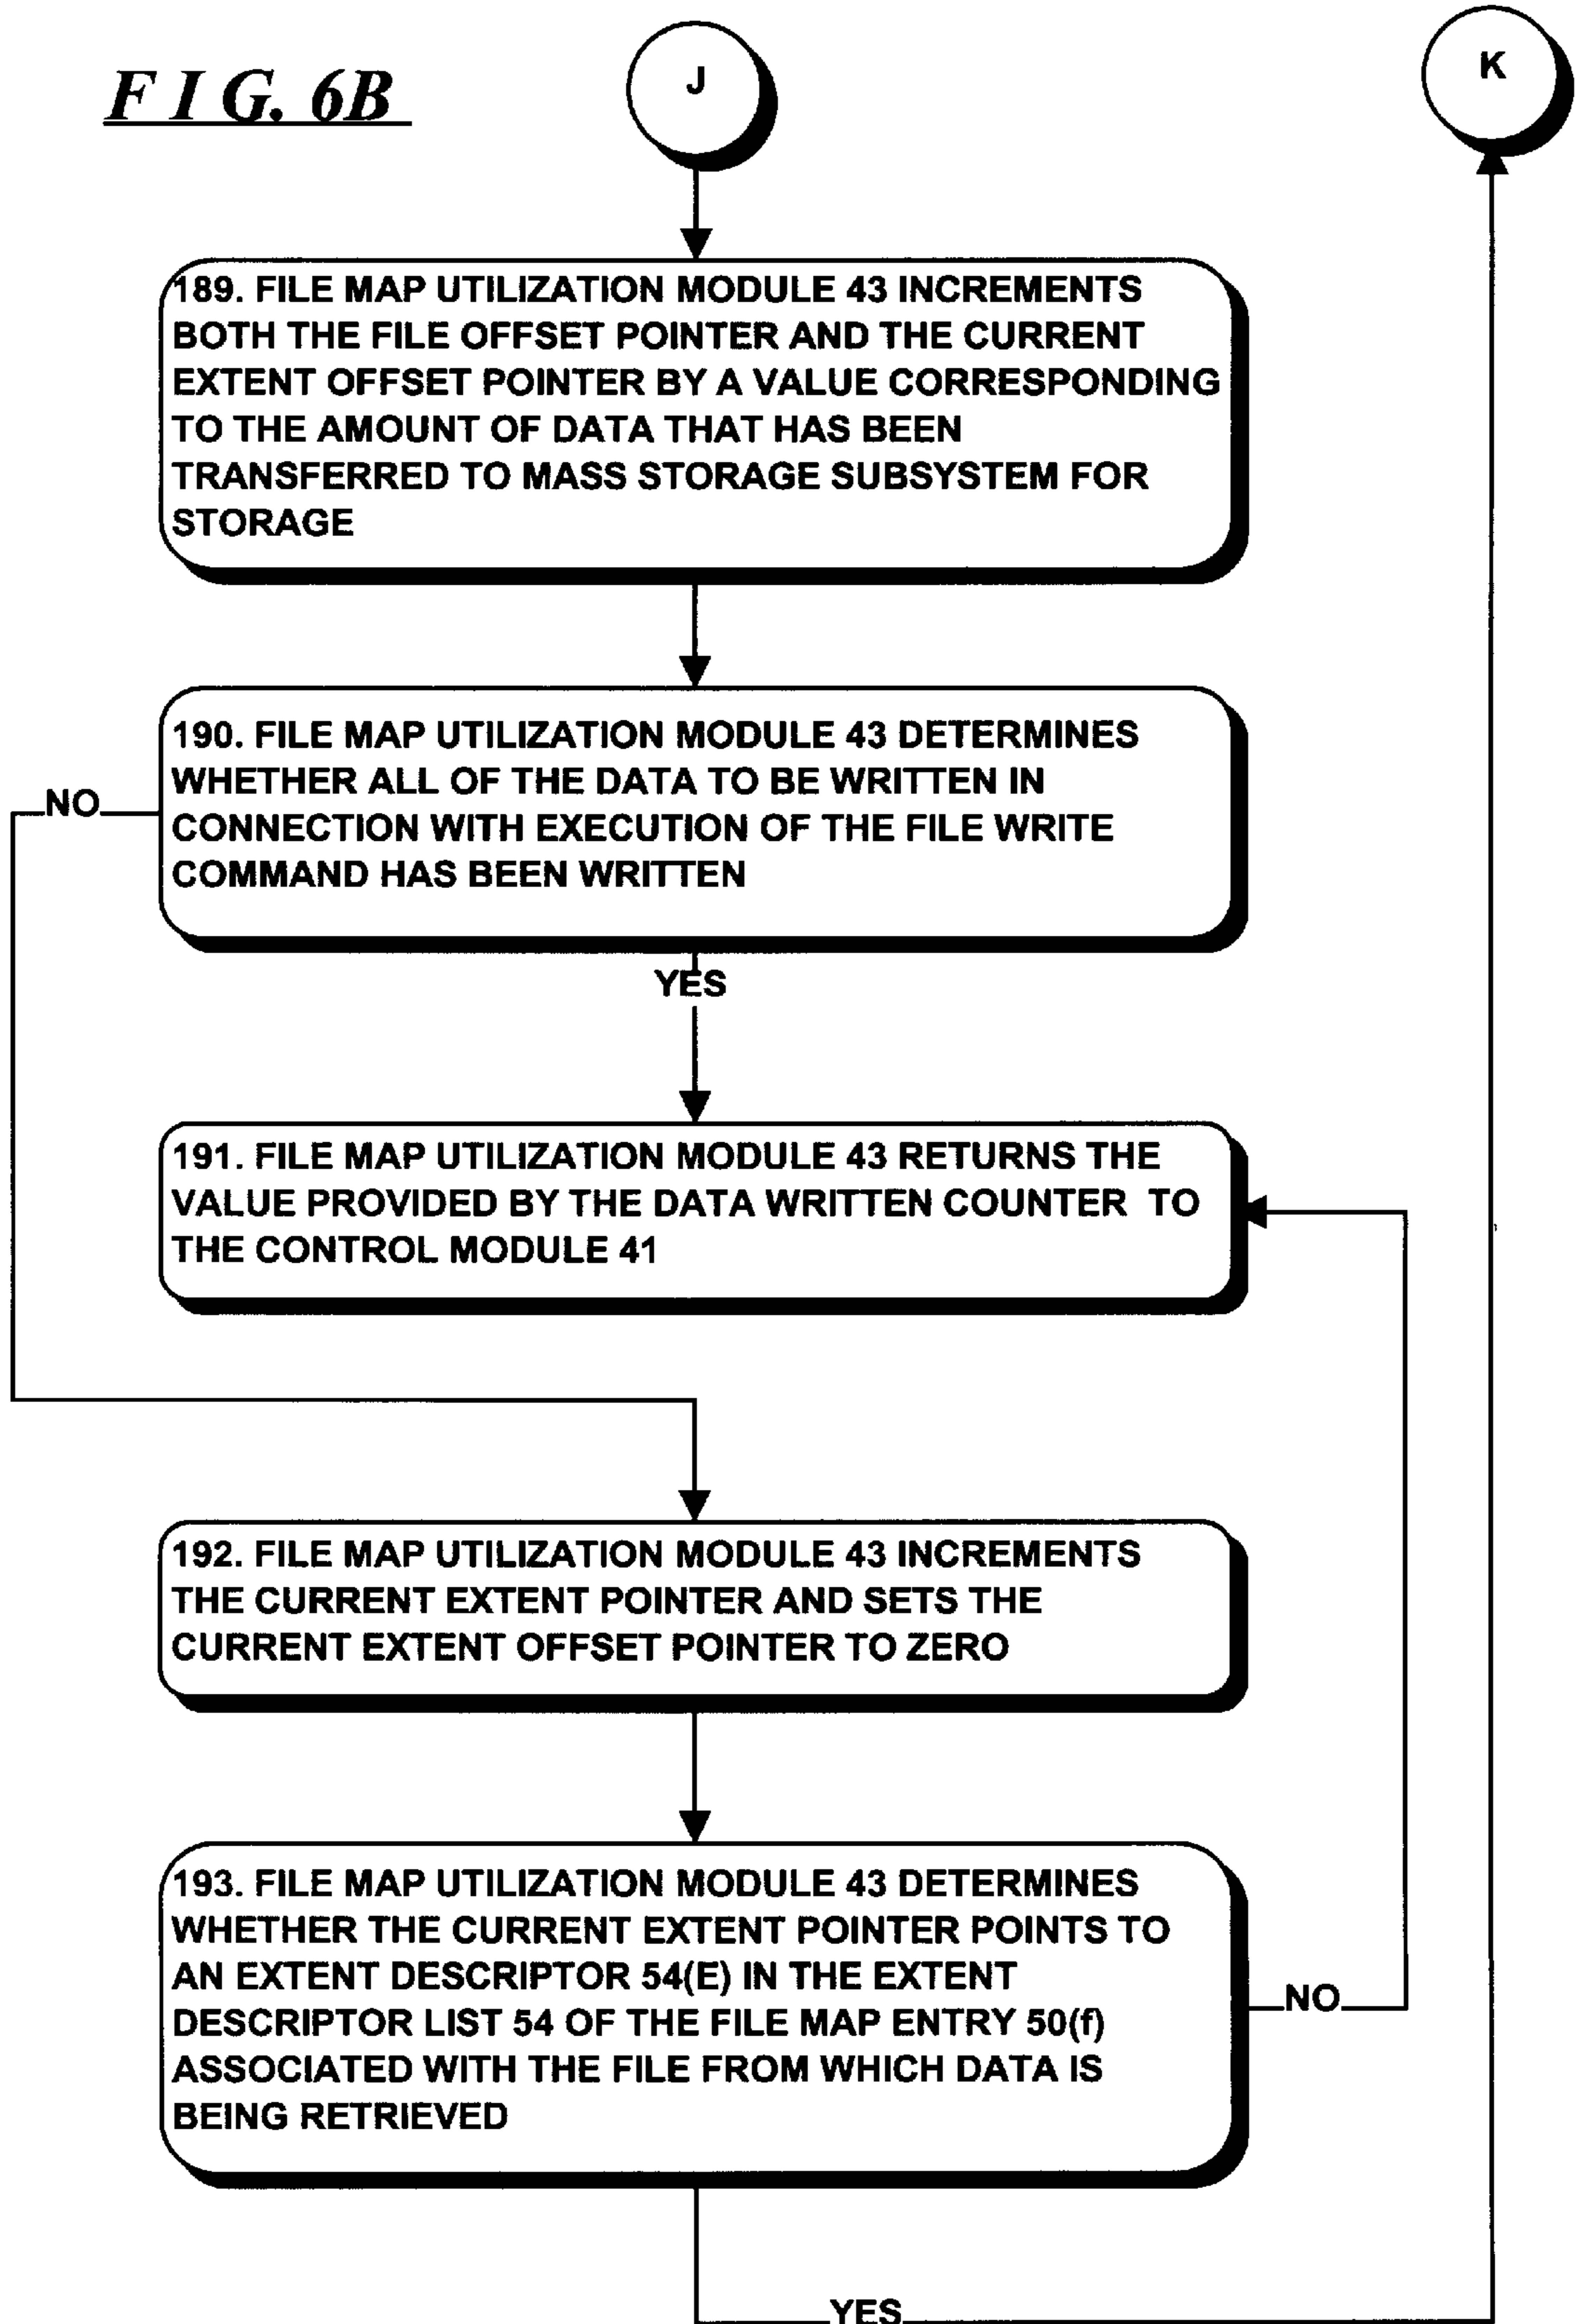 FIG. 6B
J
K
189. FILE MAP UTILIZATION MODULE 43 INCREMENTS
BOTH THE FILE OFFSET POINTER AND THE CURRENT
EXTENT OFFSET POINTER BY A VALUE CORRESPONDING
TO THE AMOUNT OF DATA THAT HAS BEEN
TRANSFERRED TO MASS STORAGE SUBSYSTEM FOR
STORAGE
190. FILE MAP UTILIZATION MODULE 43 DETERMINES
WHETHER ALL OF THE DATA TO BE WRITTEN IN
CONNECTION WITH EXECUTION OF THE FILE WRITE
COMMAND HAS BEEN WRITTEN
NO
YES
191. FILE MAP UTILIZATION MODULE 43 RETURNS THE
VALUE PROVIDED BY THE DATA WRITTEN COUNTER TO
THE CONTROL MODULE 41
192. FILE MAP UTILIZATION MODULE 43 INCREMENTS
THE CURRENT EXTENT POINTER AND SETS THE
CURRENT EXTENT OFFSET POINTER TO ZERO
193. FILE MAP UTILIZATION MODULE 43 DETERMINES
WHETHER THE CURRENT EXTENT POINTER POINTS TO
AN EXTENT DESCRIPTOR 54(E) IN THE EXTENT
DESCRIPTOR LIST 54 OF THE FILE MAP ENTRY 50(f)
ASSOCIATED WITH THE FILE FROM WHICH DATA IS
BEING RETRIEVED
NO
YES